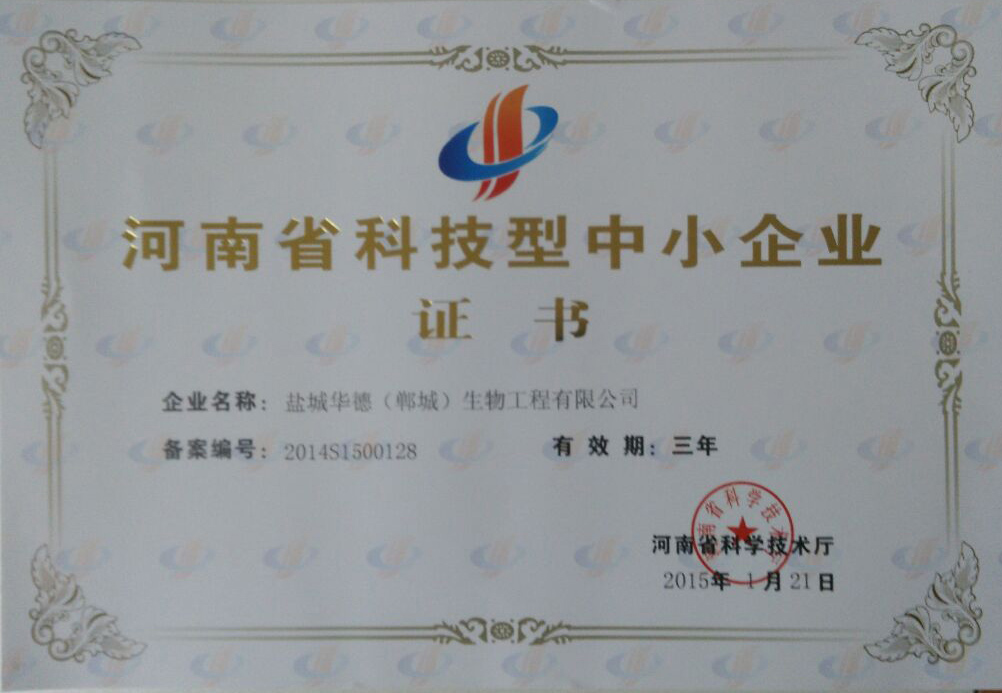 河南省科技型中小企业
证书
企业名称：盐城华德（郸城）生物工程有限公司
备案编号：2014S1500128 有效期：三年
河南省科学技术厅
2015年 1月21日